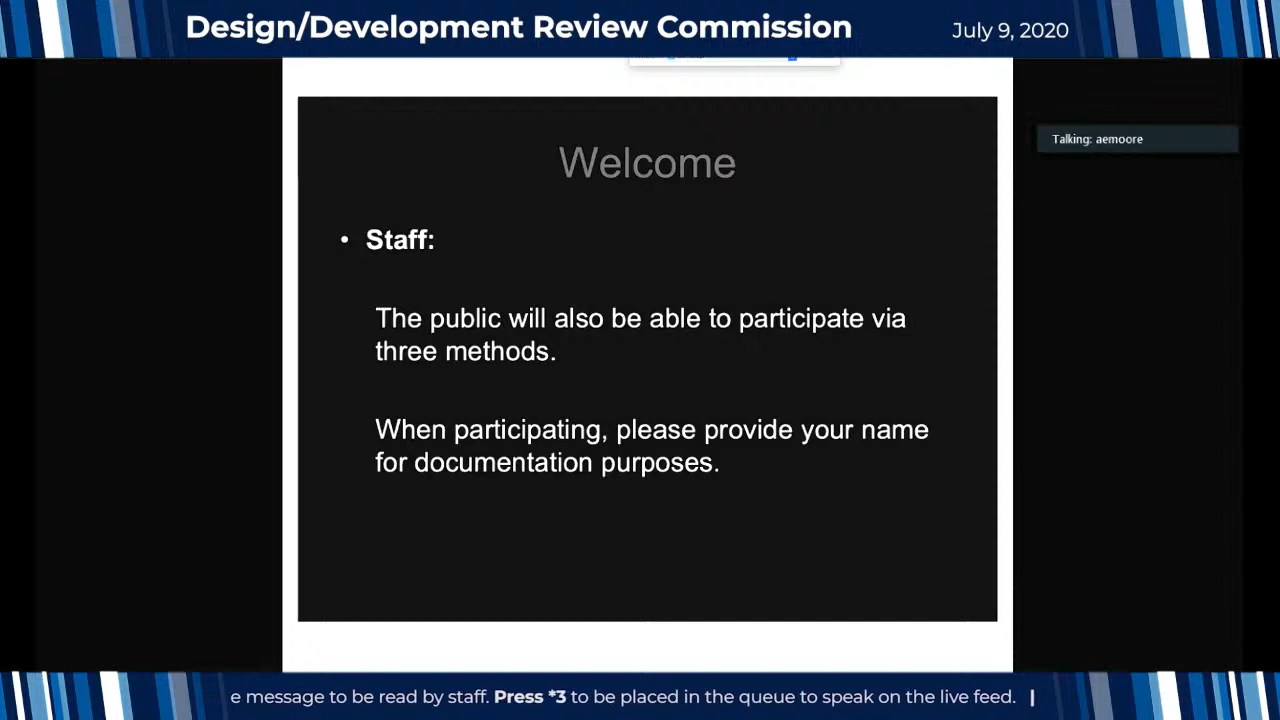 Design/Development Review Commission
July 9, 2020
Talking: aemoore
Welcome
• Staff:
The public will also be able to participate via
three methods.
When participating, please provide your name
for documentation purposes.
e message to be read by staff. Press *3 to be placed in the queue to speak on the live feed. |